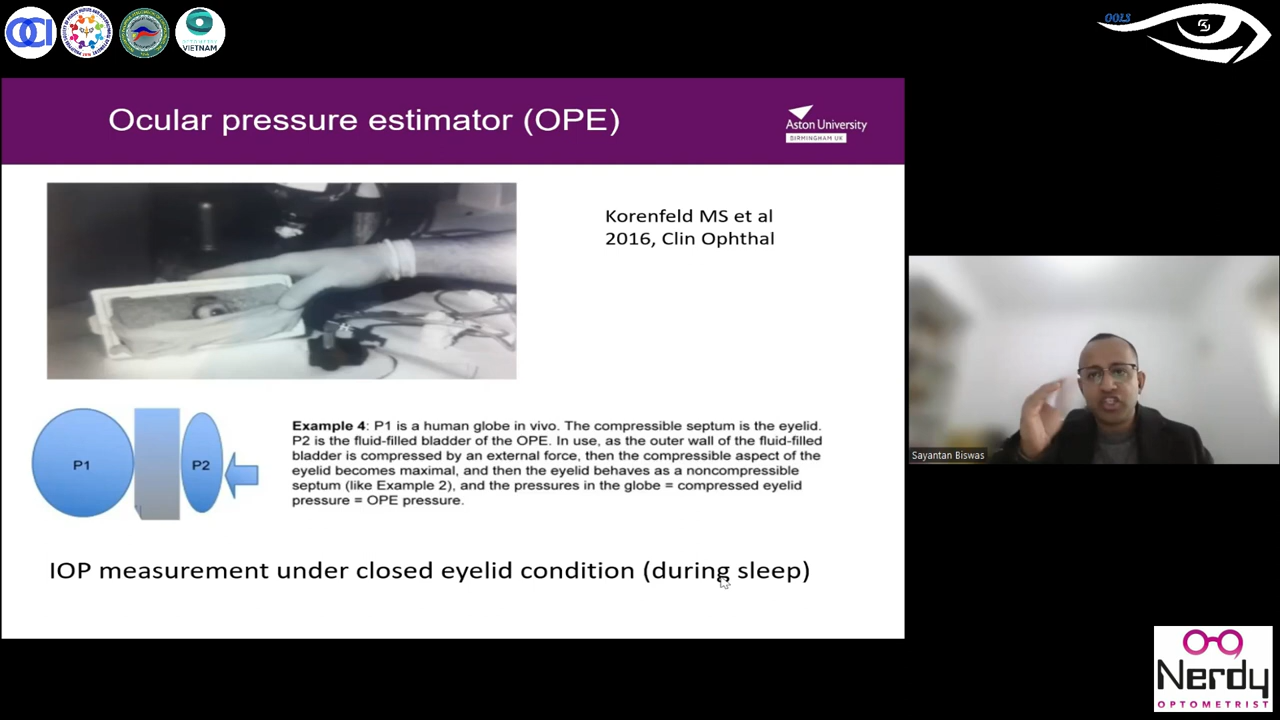 OCI
VIETNAM
OOLS
Ocular pressure estimator (OPE)
Aston University
BIRMINGHAM UK
Korenfeld MS et al
2016, Clin Ophthal
P1
P2
Example 4: P1 is a human globe in vivo. The compressible septum is the eyelid.
P2 is the fluid-filled bladder of the OPE. In use, as the outer wall of the fluid-filled
bladder is compressed by an external force, then the compressible aspect of the
eyelid becomes maximal, and then the eyelid behaves as a noncompressible
septum (like Example 2), and the pressures in the globe = compressed eyelid
pressure = OPE pressure.
IOP measurement under closed eyelid condition (during sleep)
Sayantan Biswas
Nerdy
OPTOMETRIST